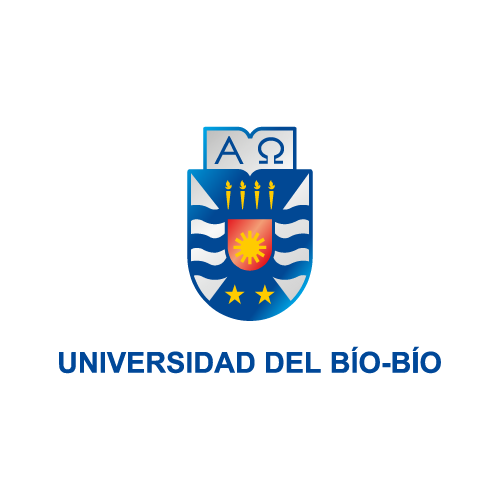 Α Ω
UNIVERSIDAD DEL BÍO-BÍO